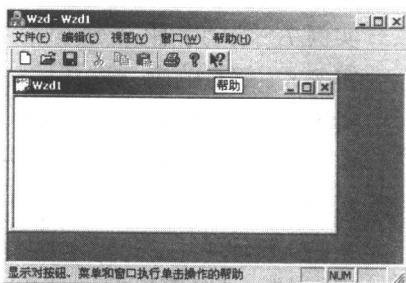 Wzd - Wzd1
文件(F) 编辑(E) 视图(V) 窗口(W) 帮助(H)
Wzd1
帮助
显示对按钮、菜单和窗口执行单击操作的帮助
NUM